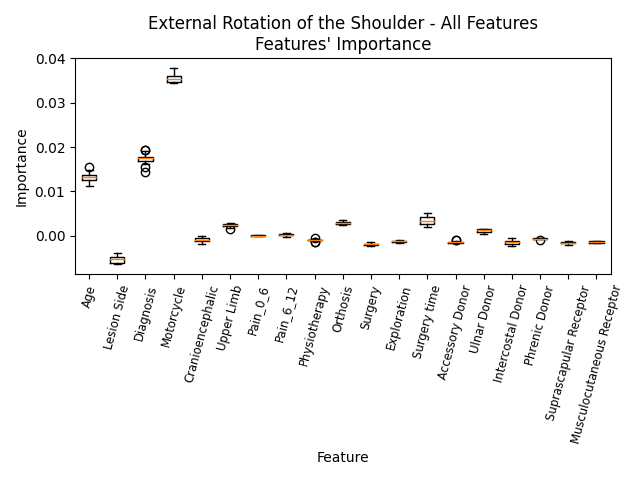 External Rotation of the Shoulder - All Features
Features' Importance
0.04
0.03
0.02
0.01
0.00
Importance
Age
Lesion Side
Diagnosis
Motorcycle
Cranioencephalic
Upper Limb
Pain_0_6
Pain_6_12
Physiotherapy
Orthosis
Surgery
Exploration
Surgery time
Accessory Donor
Ulnar Donor
Intercostal Donor
Phrenic Donor
Suprascapular Receptor
Musculocutaneous Receptor
Feature